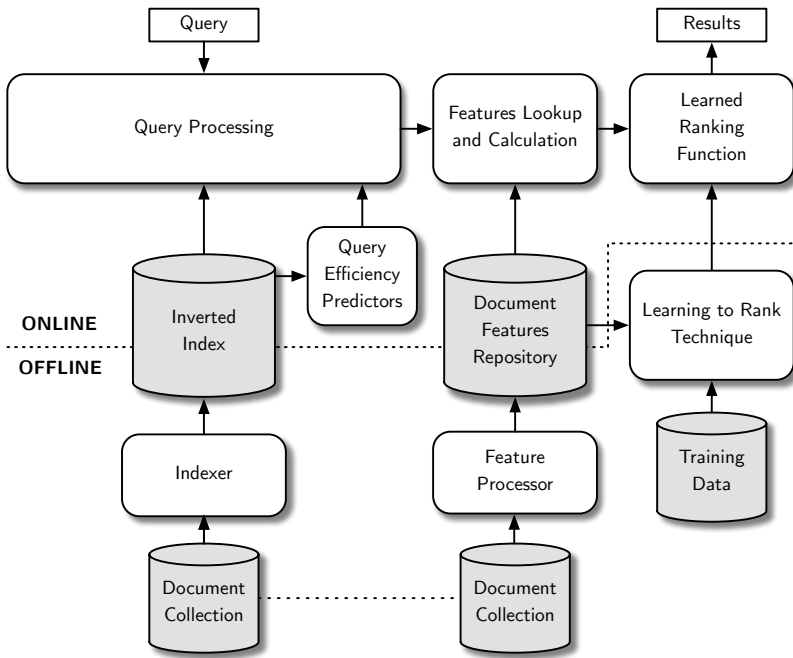 Query
Results
Query Processing
Features Lookup
and Calculation
Learned
Ranking
Function
Query
Efficiency
Predictors
Inverted
Index
Document
Features
Repository
Learning to Rank
Technique
ONLINE
OFFLINE
Indexer
Feature
Processor
Training
Data
Document
Collection
Document
Collection